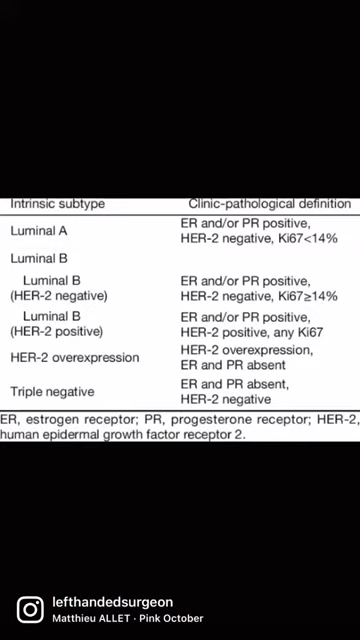 Intrinsic subtype Clinic-pathological definition
Luminal A ER and/or PR positive,
HER-2 negative, Ki67<14%
Luminal B
Luminal B ER and/or PR positive,
(HER-2 negative) HER-2 negative, Ki67≥14%
Luminal B ER and/or PR positive,
(HER-2 positive) HER-2 positive, any Ki67
HER-2 overexpression HER-2 overexpression,
ER and PR absent
Triple negative ER and PR absent,
HER-2 negative
ER, estrogen receptor; PR, progesterone receptor; HER-2,
human epidermal growth factor receptor 2.
lefthandedsurgeon
Matthieu ALLET · Pink October